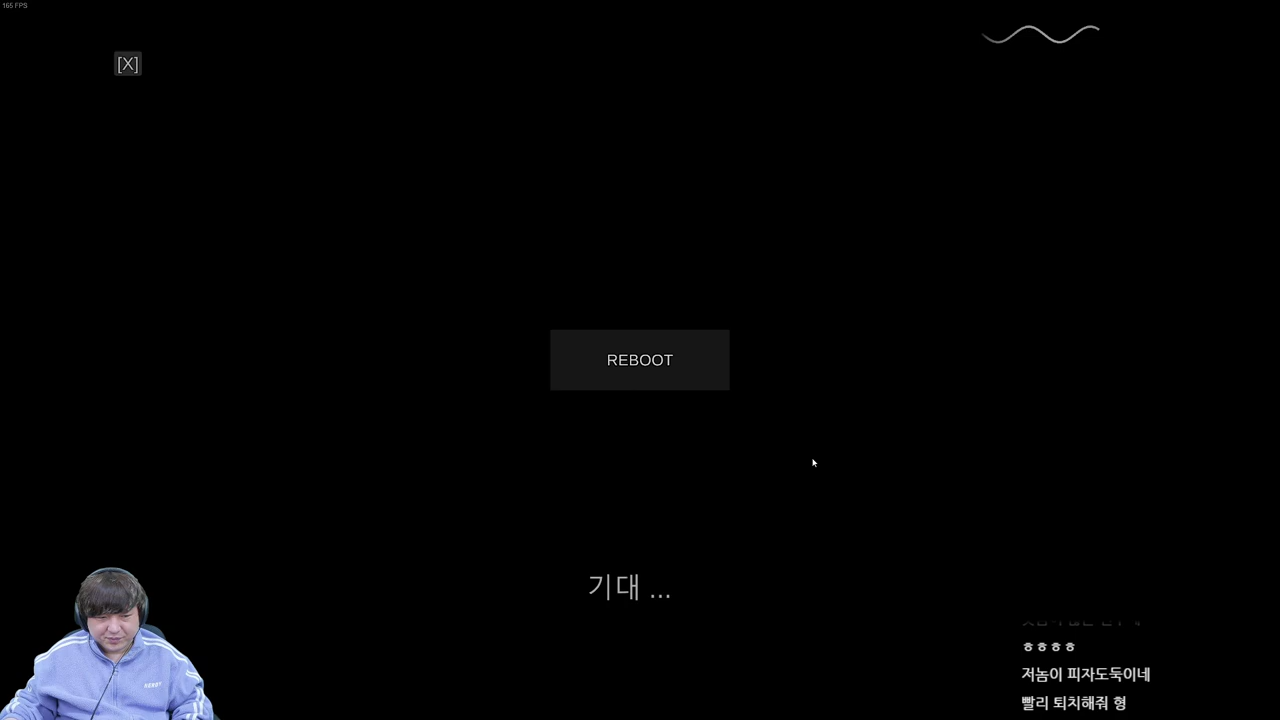 165 FPS
[X]
REBOOT
기대 ...
ㅎㅎㅎㅎ
저놈이 피자도둑이네
빨리 퇴치해줘 형